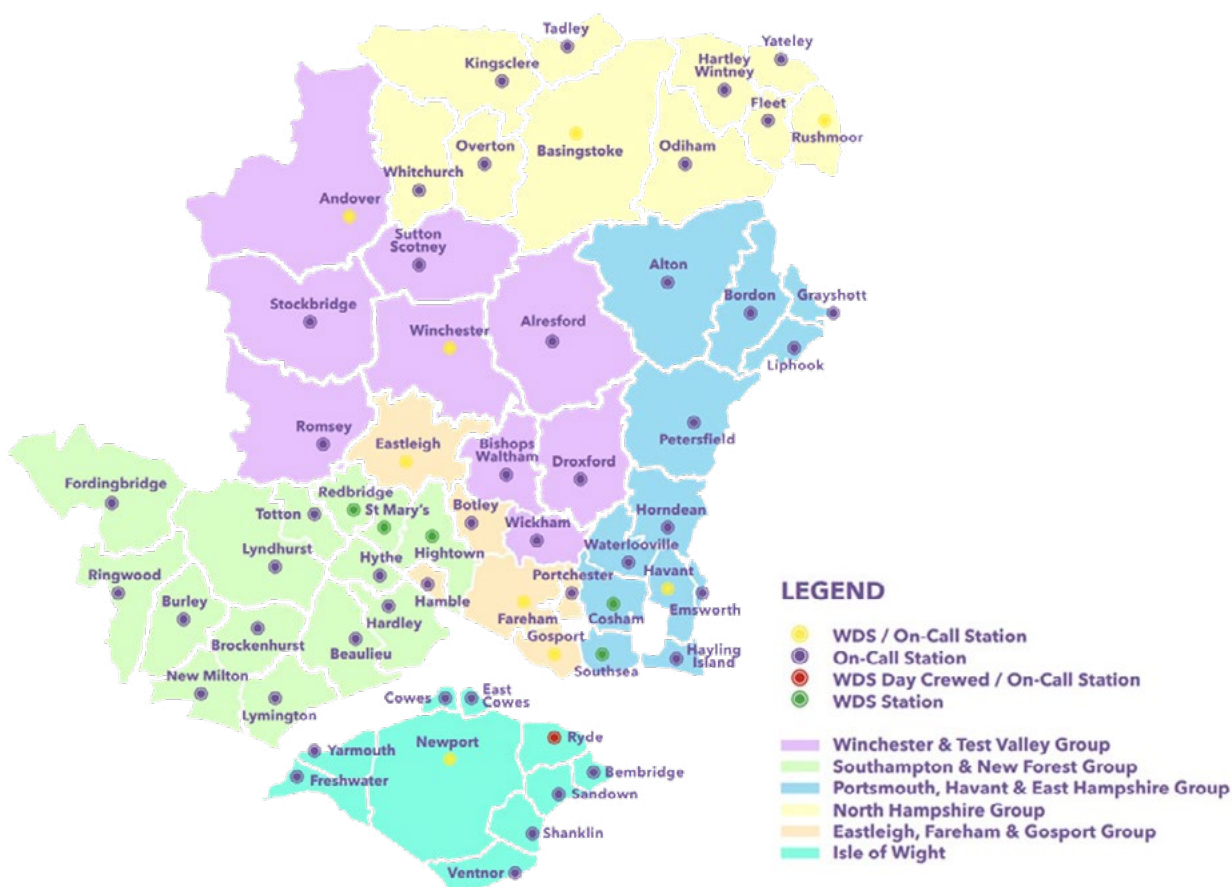 Tadley
Yateley
Kingsclere
Hartley
Wintney
Fleet
Rushmoor
Overton
Basingstoke
Odiham
Whitchurch
Andover
Sutton
Scotney
Alton
Stockbridge
Bordon
Grayshott
Winchester
Alresford
Liphook
Romsey
Eastleigh
Bishops
Waltham
Petersfield
Droxford
Fordingbridge
Redbridge
Totton
St Mary's
Botley
Horndean
Wickham
Lyndhurst
Hightown
Waterlooville
Hythe
Ringwood
Portchester
Havant
Burley
Hamble
Emsworth
Hardley
Fareham
Cosham
Brockenhurst
Gosport
Beaulieu
Hayling
Island
Southsea
New Milton
Lymington
Cowes
East
Cowes
Newport
Ryde
Yarmouth
Bembridge
Freshwater
Sandown
Shanklin
Ventnor
LEGEND
WDS / On-Call Station
On-Call Station
WDS Day Crewed / On-Call Station
WDS Station
Winchester & Test Valley Group
Southampton & New Forest Group
Portsmouth, Havant & East Hampshire Group
North Hampshire Group
Eastleigh, Fareham & Gosport Group
Isle of Wight